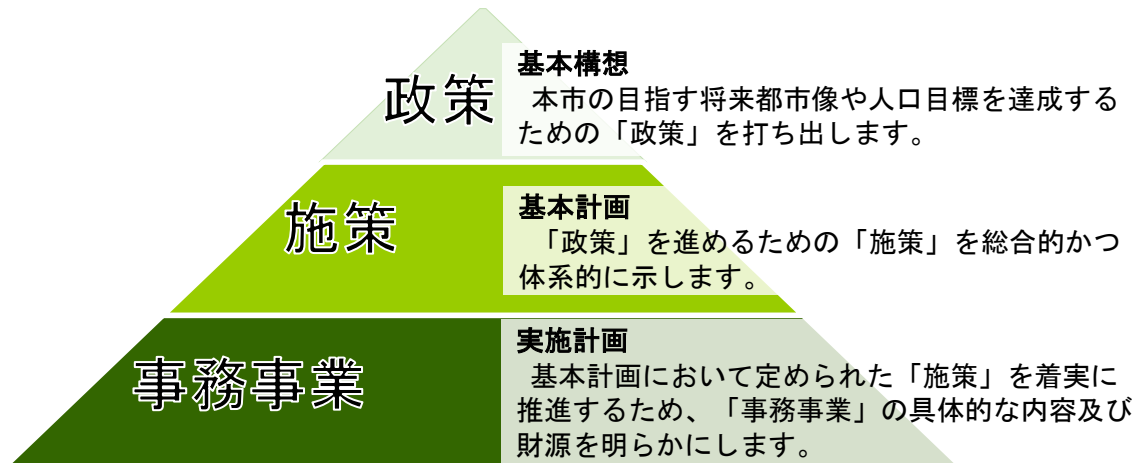 政策
基本構想
本市の目指す将来都市像や人口目標を達成する
ための「政策」を打ち出します。
施策
基本計画
「政策」を進めるための「施策」を総合的かつ
体系的に示します。
事務事業
実施計画
基本計画において定められた「施策」を着実に
推進するため、「事務事業」の具体的な内容及び
財源を明らかにします。